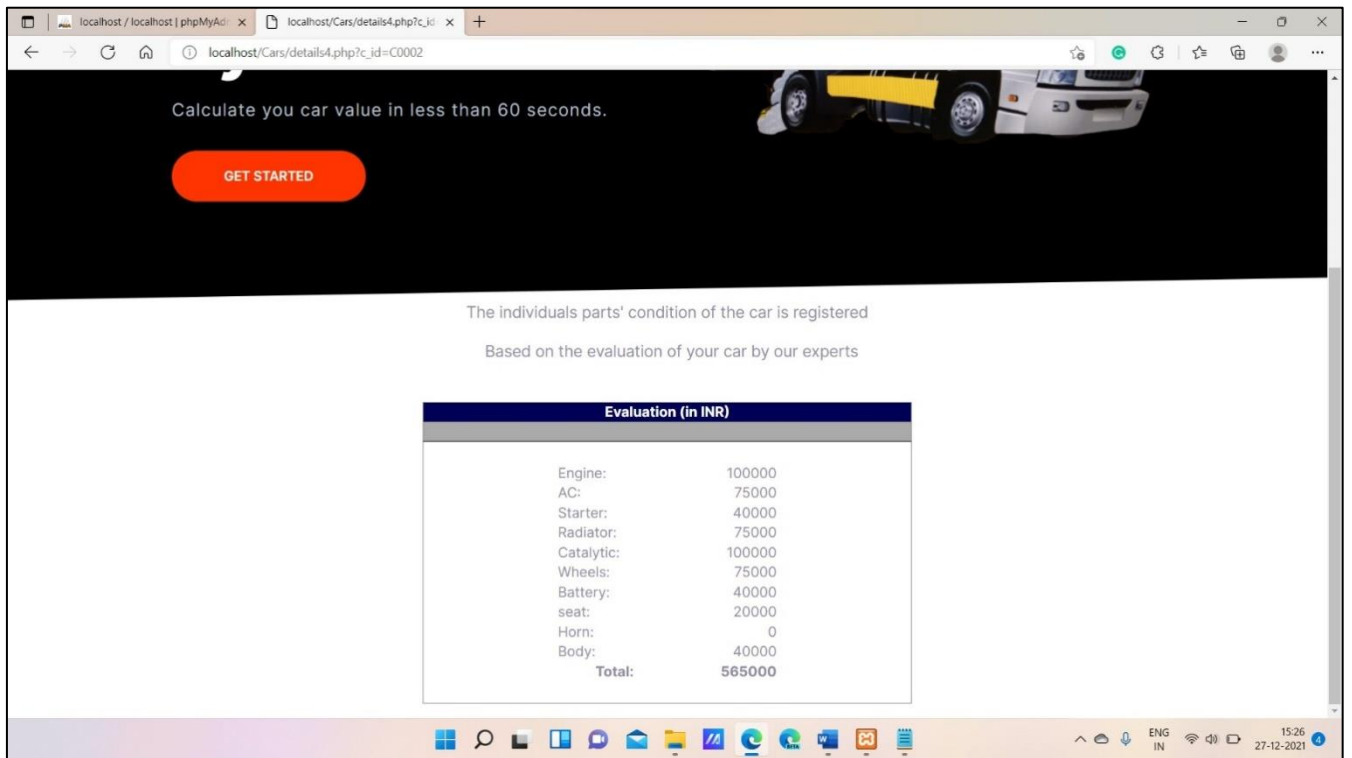 localhost / localhost | phpMyAd
localhost/Cars/details4.php?c_id
localhost/Cars/details4.php?c_id=C0002
Calculate you car value in less than 60 seconds.
GET STARTED
The individuals parts' condition of the car is registered
Based on the evaluation of your car by our experts
Evaluation (in INR)
Engine: 100000
AC: 75000
Starter: 40000
Radiator: 75000
Catalytic: 100000
Wheels: 75000
Battery: 40000
seat: 20000
Horn: 0
Body: 40000
Total: 565000
ENG 15:26
IN 27-12-2021 4